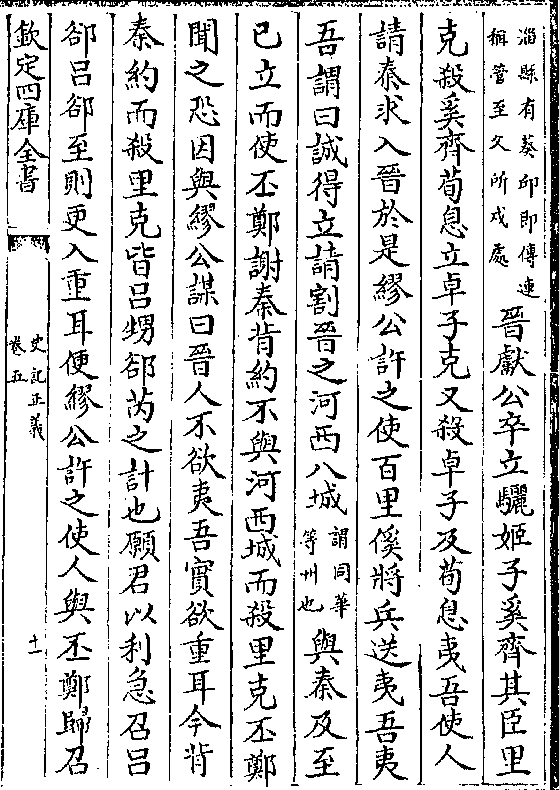 淄縣有葵邱即傳連
稱管至父所戍處
晉獻公卒立驪姬子奚齊其臣里
克殺奚齊荀息立卓子克又殺卓子及荀息夷吾使人
請秦求入晉於是繆公許之使百里傒將兵送夷吾夷
吾謂曰誠得立請割晉之河西八城
謂同華
等州也
與秦及至
已立而使丕鄭謝秦背約不與河西城而殺里克丕鄭
聞之恐因與繆公謀曰晉人不欲夷吾實欲重耳今背
秦約而殺里克皆呂甥郤芮之計也願君以利急召呂
郤呂郤至則更入重耳便繆公許之使人與丕鄭歸召
欽定四庫全書
史記正義
卷五
十一